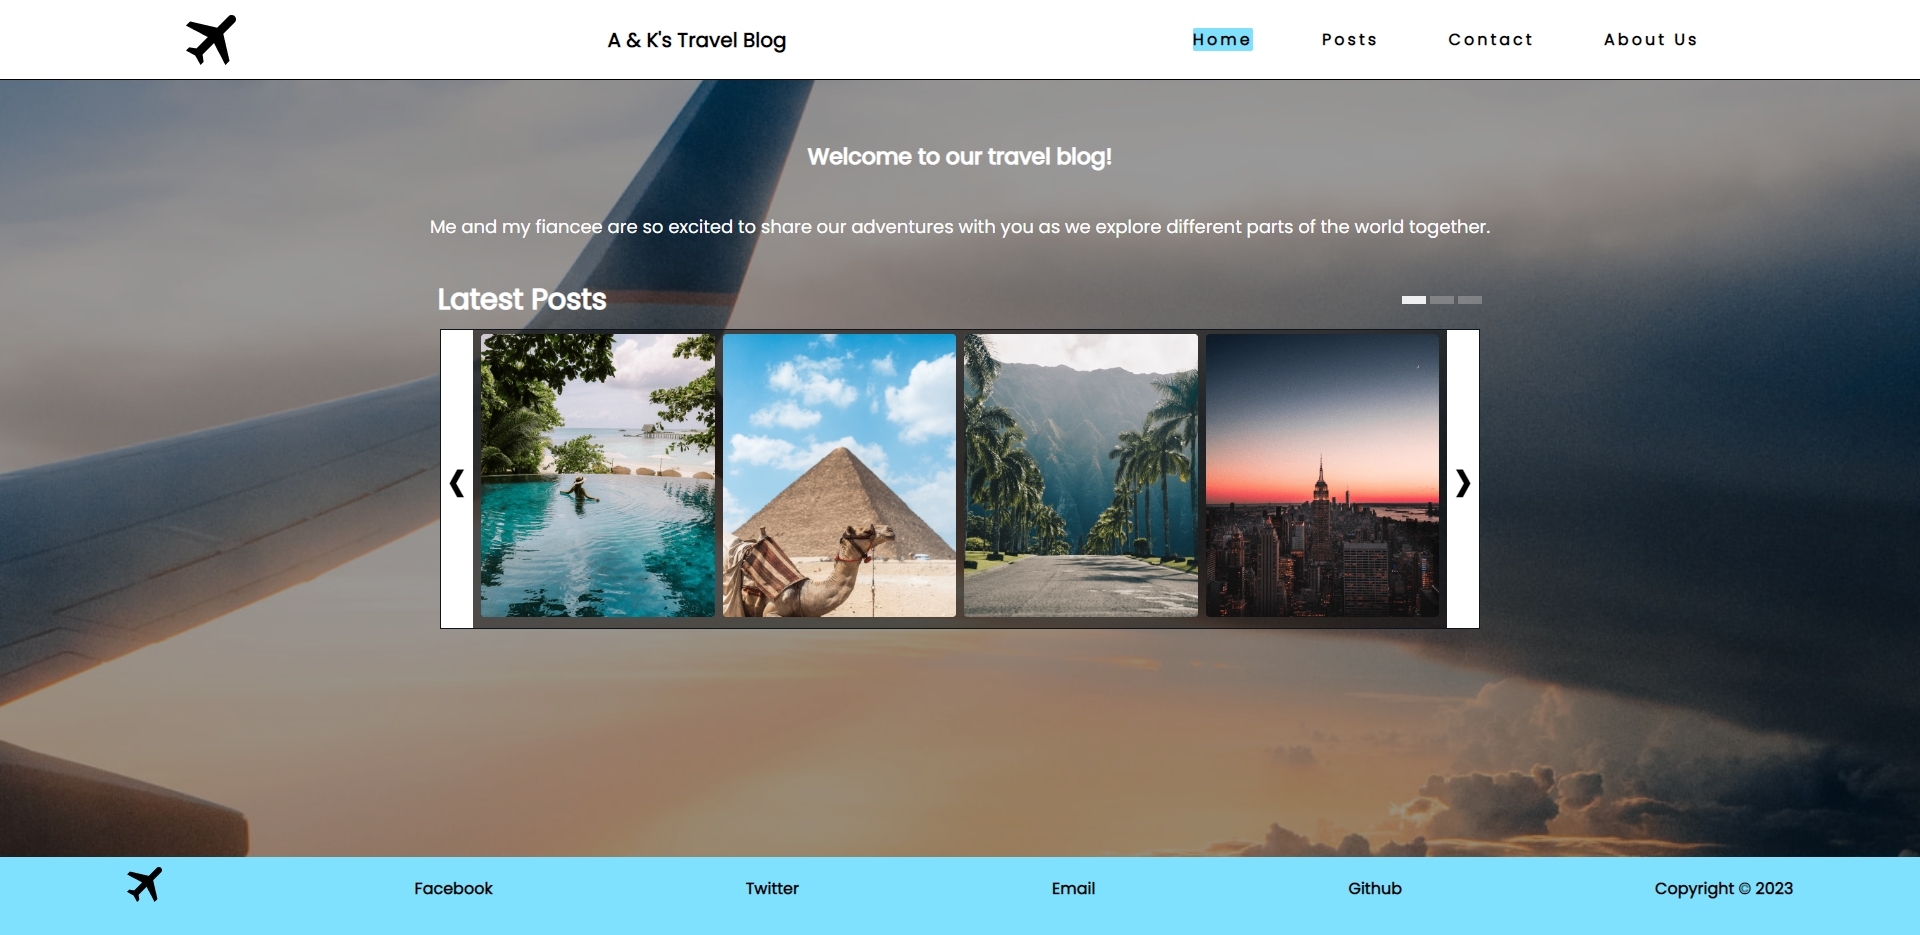 A & K's Travel Blog
Home
Posts
Contact
About Us
Welcome to our travel blog!
Me and my fiancee are so excited to share our adventures with you as we explore different parts of the world together.
Latest Posts
❰
❱
Facebook
Twitter
Email
Github
Copyright © 2023